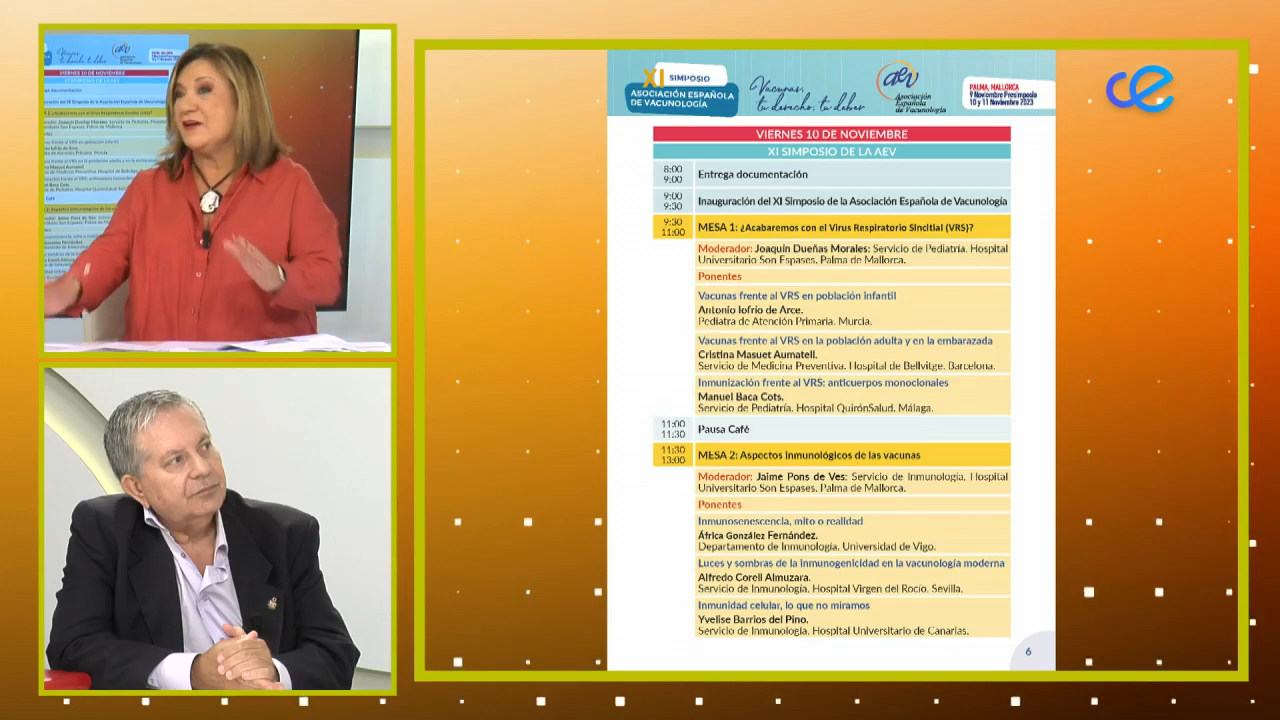 XI SIMPOSIO
ASOCIACIÓN ESPAÑOLA
DE VACUNOLOGÍA
Vacunas,
tu derecho, tu deber
aev
Asociación
Española
de Vacunología
PALMA, MALLORCA
9 Noviembre Presimposio
10 y 11 Noviembre 2023
ce
VIERNES 10 DE NOVIEMBRE
XI SIMPOSIO DE LA AEV
8:00
9:00
Entrega documentación
9:00
9:30
Inauguración del XI Simposio de la Asociación Española de Vacunología
9:30
11:00
MESA 1: ¿Acabaremos con el Virus Respiratorio Sincitial (VRS)?
Moderador: Joaquín Dueñas Morales: Servicio de Pediatría. Hospital
Universitario Son Espases. Palma de Mallorca.
Ponentes
Vacunas frente al VRS en población infantil
Antonio Iofrío de Arce.
Pediatra de Atención Primaria. Murcia.
Vacunas frente al VRS en la población adulta y en la embarazada
Cristina Masuet Aumatell.
Servicio de Medicina Preventiva. Hospital de Bellvitge. Barcelona.
Inmunización frente al VRS: anticuerpos monoclonales
Manuel Baca Cots.
Servicio de Pediatría. Hospital QuirónSalud. Málaga.
11:00
11:30
Pausa Café
11:30
13:00
MESA 2: Aspectos inmunológicos de las vacunas
Moderador: Jaime Pons de Ves: Servicio de Inmunología. Hospital
Universitario Son Espases. Palma de Mallorca.
Ponentes
Inmunosenescencia, mito o realidad
África González Fernández.
Departamento de Inmunología. Universidad de Vigo.
Luces y sombras de la inmunogenicidad en la vacunología moderna
Alfredo Corell Almuzara.
Servicio de Inmunología. Hospital Virgen del Rocío. Sevilla.
Inmunidad celular, lo que no miramos
Yvelise Barrios del Pino.
Servicio de Inmunología. Hospital Universitario de Canarias.
6